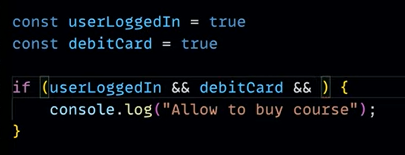 const userLoggedIn = true
const debitCard = true
if (userLoggedIn && debitCard && ) {
console.log("Allow to buy course");
}